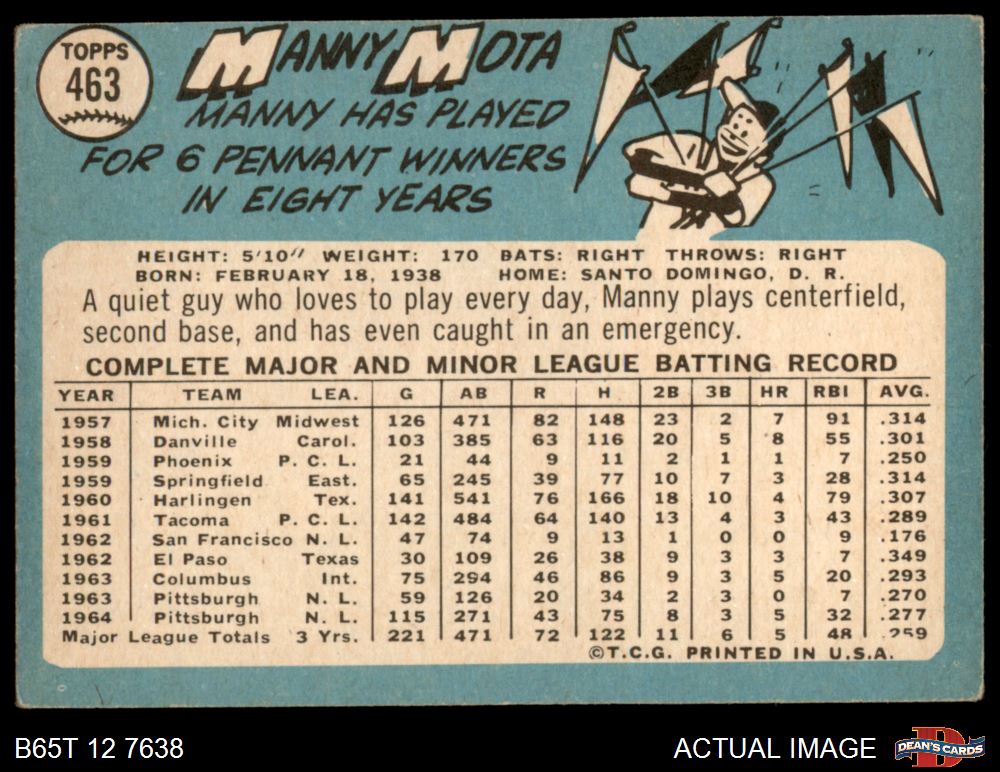 TOPPS
463
MANNY MOTA
MANNY HAS PLAYED
FOR 6 PENNANT WINNERS
IN EIGHT YEARS
HEIGHT: 5'10" WEIGHT: 170 BATS: RIGHT THROWS: RIGHT
BORN: FEBRUARY 18, 1938 HOME: SANTO DOMINGO, D. R.
A quiet guy who loves to play every day, Manny plays centerfield,
second base, and has even caught in an emergency.
COMPLETE MAJOR AND MINOR LEAGUE BATTING RECORD
YEAR TEAM LEA. G AB R H 2B 3B HR RBI AVG.
1957 Mich. City Midwest 126 471 82 148 23 2 7 91 .314
1958 Danville Carol. 103 385 63 116 20 5 8 55 .301
1959 Phoenix P. C. L. 21 44 9 11 2 1 1 7 .250
1959 Springfield East. 65 245 39 77 10 7 3 28 .314
1960 Harlingen Tex. 141 541 76 166 18 10 4 79 .307
1961 Tacoma P. C. L. 142 484 64 140 13 4 3 43 .289
1962 San Francisco N. L. 47 74 9 13 1 0 0 9 .176
1962 El Paso Texas 30 109 26 38 9 3 3 7 .349
1963 Columbus Int. 75 294 46 86 9 3 5 20 .293
1963 Pittsburgh N. L. 59 126 20 34 2 3 0 7 .270
1964 Pittsburgh N. L. 115 271 43 75 8 3 5 32 .277
Major League Totals 3 Yrs. 221 471 72 122 11 6 5 48 .259
©T.C.G. PRINTED IN U.S.A.
B65T 12 7638
ACTUAL IMAGE
D
DEAN'S CARDS